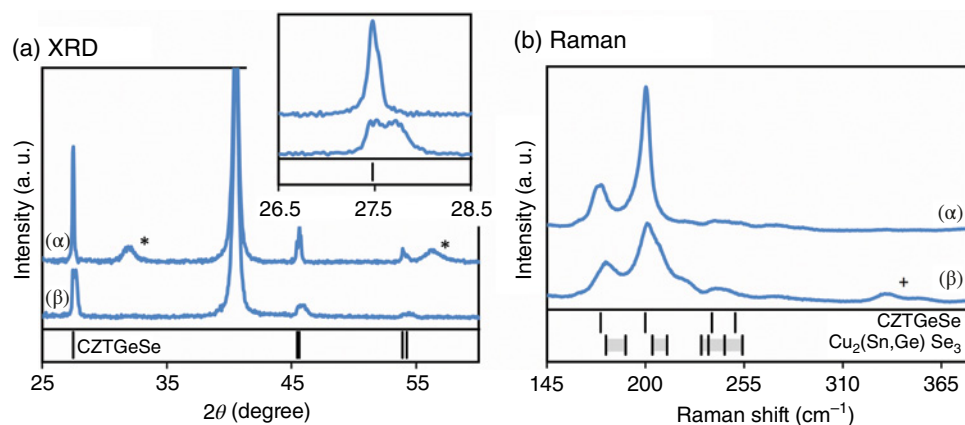 (a) XRD
Intensity (a. u.)
(α)
*
*
(β)
CZTGeSe
25
35
45
55
2θ (degree)
26.5
27.5
28.5
(b) Raman
Intensity (a. u.)
(α)
(β)
+
CZTGeSe
Cu₂(Sn,Ge) Se₃
145
200
255
310
365
Raman shift (cm⁻¹)